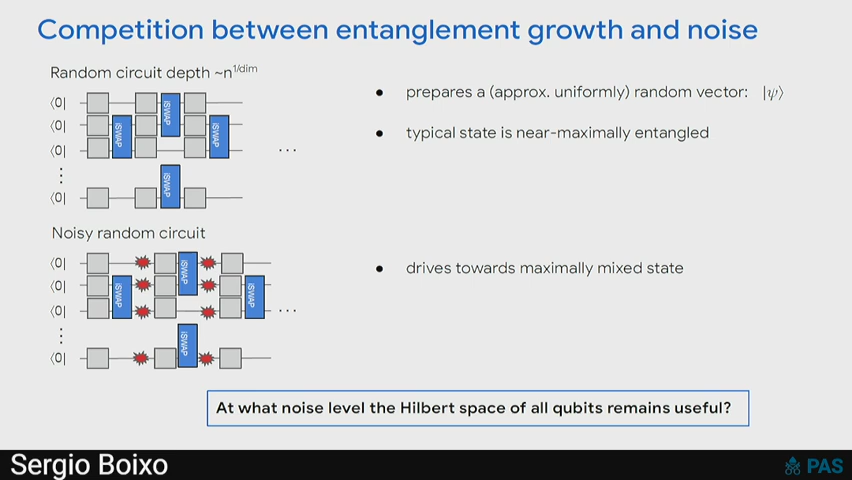 Competition between entanglement growth and noise
Random circuit depth ~n^1/dim
⟨0|
⟨0|
⟨0|
⋮
⟨0|
iSWAP
iSWAP
iSWAP
iSWAP
...
• prepares a (approx. uniformly) random vector: |ψ⟩
• typical state is near-maximally entangled
Noisy random circuit
⟨0|
⟨0|
⟨0|
⋮
⟨0|
iSWAP
iSWAP
iSWAP
iSWAP
...
• drives towards maximally mixed state
At what noise level the Hilbert space of all qubits remains useful?
Sergio Boixo
PAS